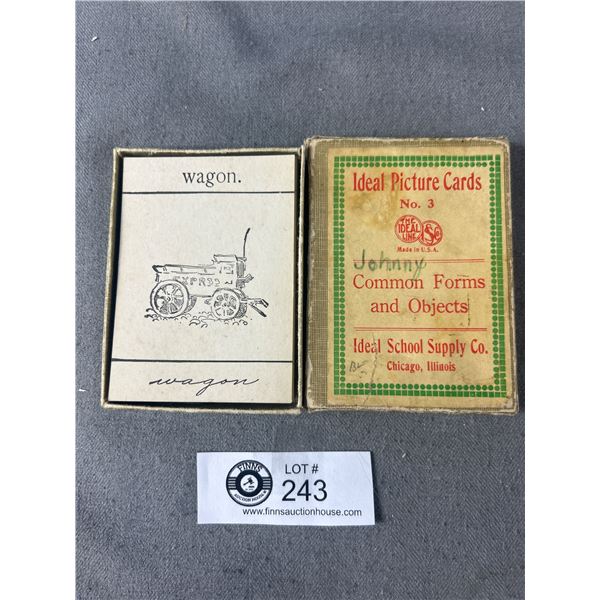 wagon.
EXPRSS
wagon
Ideal Picture Cards
No. 3
THE IDEAL LINE
Made in U.S.A.
Johnny
Common Forms
and Objects
Ideal School Supply Co.
Chicago, Illinois
FINNS
AUCTION HOUSE
LOT #
243
www.finnsauctionhouse.com